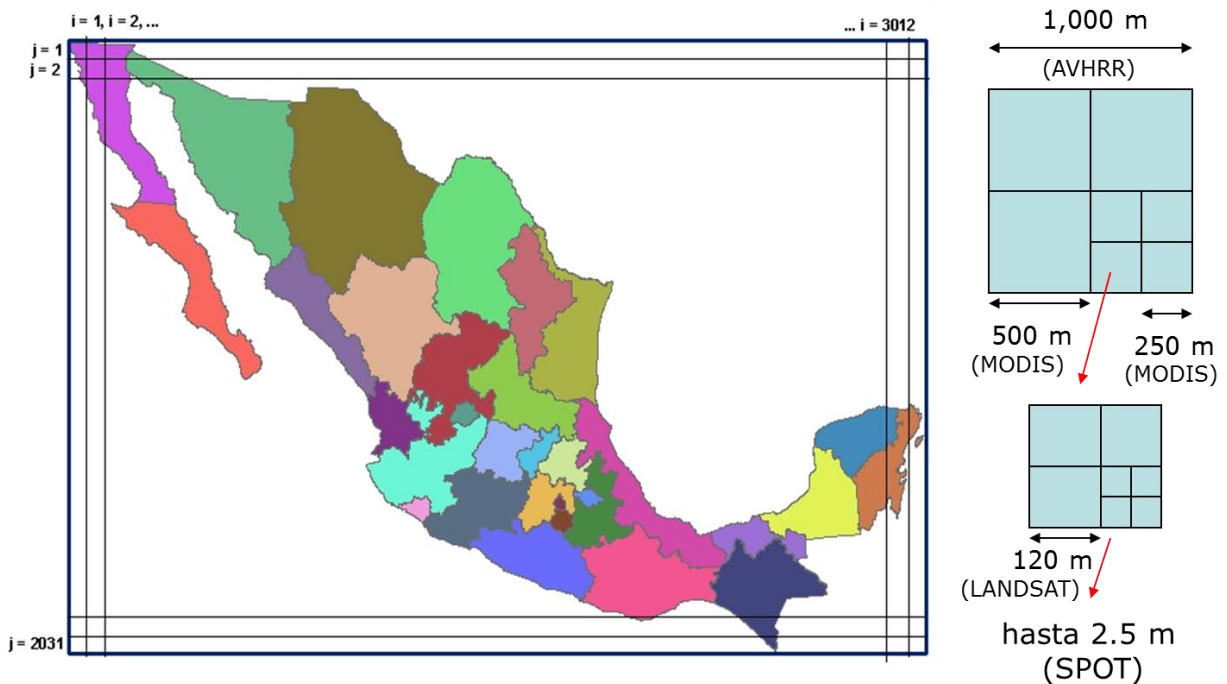 i = 1, i = 2, ...
... i = 3012
j = 1
j = 2
j = 2031
1,000 m
(AVHRR)
500 m
(MODIS)
250 m
(MODIS)
120 m
(LANDSAT)
hasta 2.5 m
(SPOT)